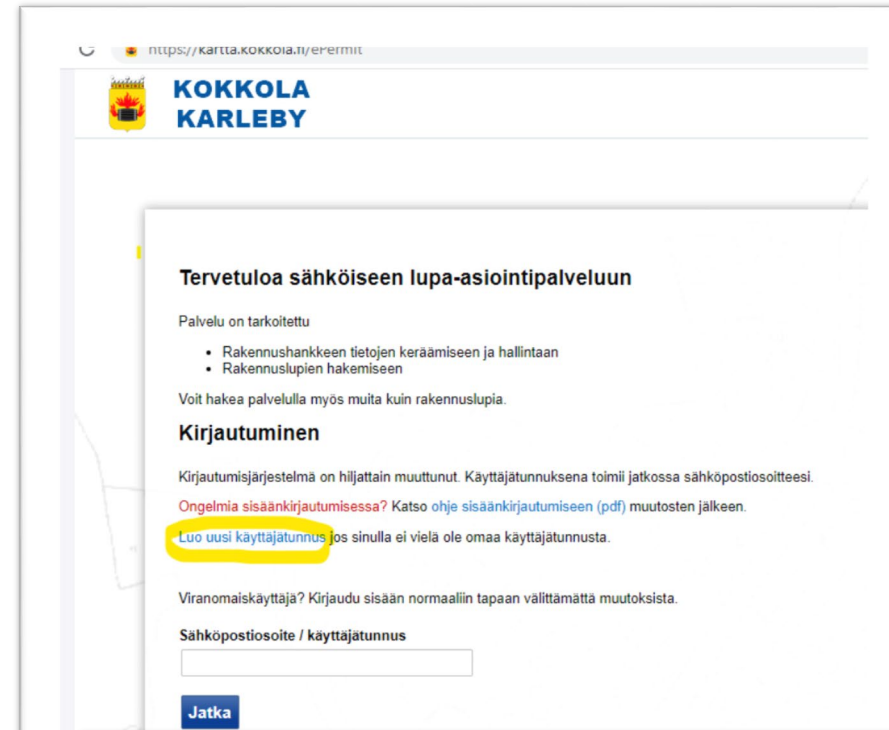 https://kartta.kokkola.fi/ePermit
KOKKOLA
KARLEBY
Tervetuloa sähköiseen lupa-asiointipalveluun
Palvelu on tarkoitettu
• Rakennushankkeen tietojen keräämiseen ja hallintaan
• Rakennuslupien hakemiseen
Voit hakea palvelulla myös muita kuin rakennuslupia.
Kirjautuminen
Kirjautumisjärjestelmä on hiljattain muuttunut. Käyttäjätunnuksena toimii jatkossa sähköpostiosoitteesi.
Ongelmia sisäänkirjautumisessa? Katso ohje sisäänkirjautumiseen (pdf) muutosten jälkeen.
Luo uusi käyttäjätunnus jos sinulla ei vielä ole omaa käyttäjätunnusta.
Viranomaiskäyttäjä? Kirjaudu sisään normaaliin tapaan välittämättä muutoksista.
Sähköpostiosoite / käyttäjätunnus
Jatka